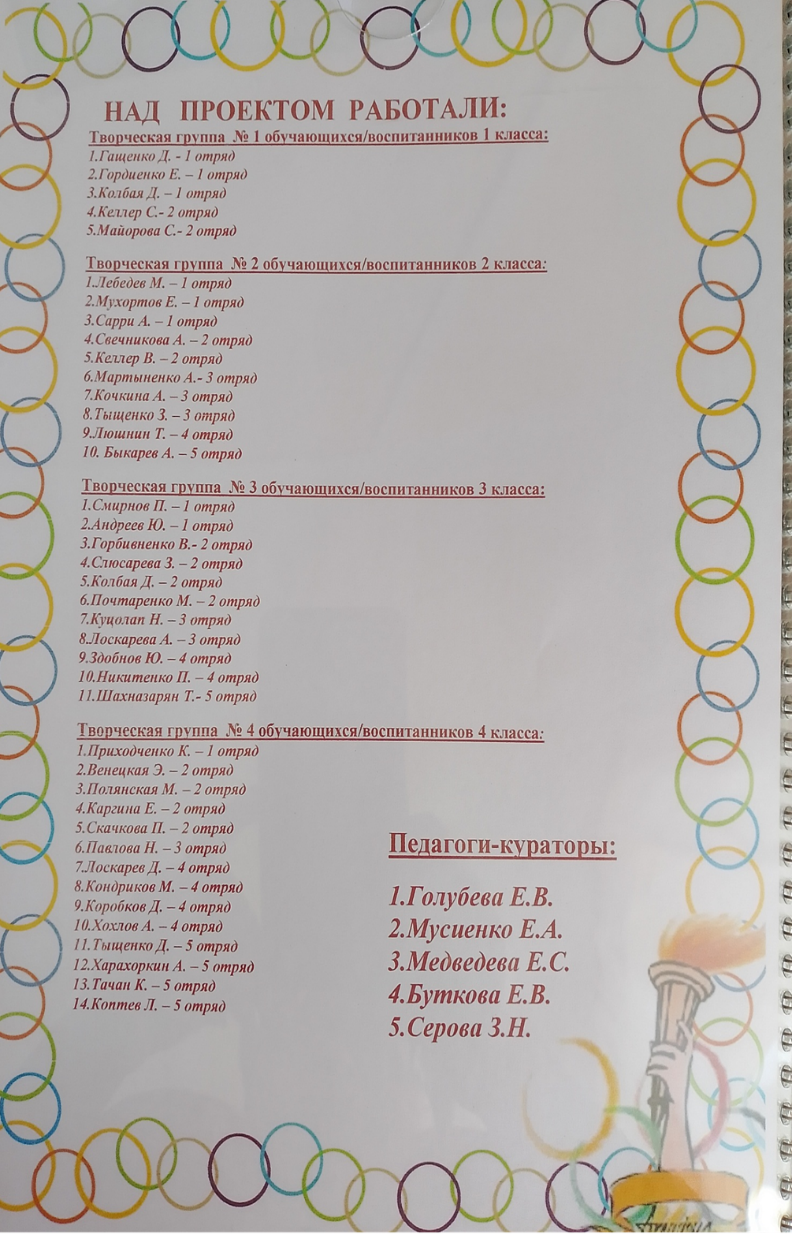 НАД ПРОЕКТОМ РАБОТАЛИ:
Творческая группа № 1 обучающихся/воспитанников 1 класса:
1.Гащенко Д. - 1 отряд
2.Гордиенко Е. – 1 отряд
3.Колбая Д. – 1 отряд
4.Келлер С.- 2 отряд
5.Майорова С.- 2 отряд
Творческая группа № 2 обучающихся/воспитанников 2 класса:
1.Лебедев М. – 1 отряд
2.Мухортов Е. – 1 отряд
3.Сарри А. – 1 отряд
4.Свечникова А. – 2 отряд
5.Келлер В. – 2 отряд
6.Мартыненко А.- 3 отряд
7.Кочкина А. – 3 отряд
8.Тыщенко З. – 3 отряд
9.Люшнин Т. – 4 отряд
10. Быкарев А. – 5 отряд
Творческая группа № 3 обучающихся/воспитанников 3 класса:
1.Смирнов П. – 1 отряд
2.Андреев Ю. – 1 отряд
3.Горбивненко В.- 2 отряд
4.Слюсарева З. – 2 отряд
5.Колбая Д. – 2 отряд
6.Почтаренко М. – 2 отряд
7.Куцолап Н. – 3 отряд
8.Лоскарева А. – 3 отряд
9.Здобнов Ю. – 4 отряд
10.Никитенко П. – 4 отряд
11.Шахназарян Т.- 5 отряд
Творческая группа № 4 обучающихся/воспитанников 4 класса:
1.Приходченко К. – 1 отряд
2.Венецкая Э. – 2 отряд
3.Полянская М. – 2 отряд
4.Каргина Е. – 2 отряд
5.Скачкова П. – 2 отряд
6.Павлова Н. – 3 отряд
7.Лоскарев Д. – 4 отряд
8.Кондриков М. – 4 отряд
9.Коробков Д. – 4 отряд
10.Хохлов А. – 4 отряд
11.Тыщенко Д. – 5 отряд
12.Харахоркин А. – 5 отряд
13.Тачан К. – 5 отряд
14.Коптев Л. – 5 отряд
Педагоги-кураторы:
1.Голубева Е.В.
2.Мусиенко Е.А.
3.Медведева Е.С.
4.Буткова Е.В.
5.Серова З.Н.